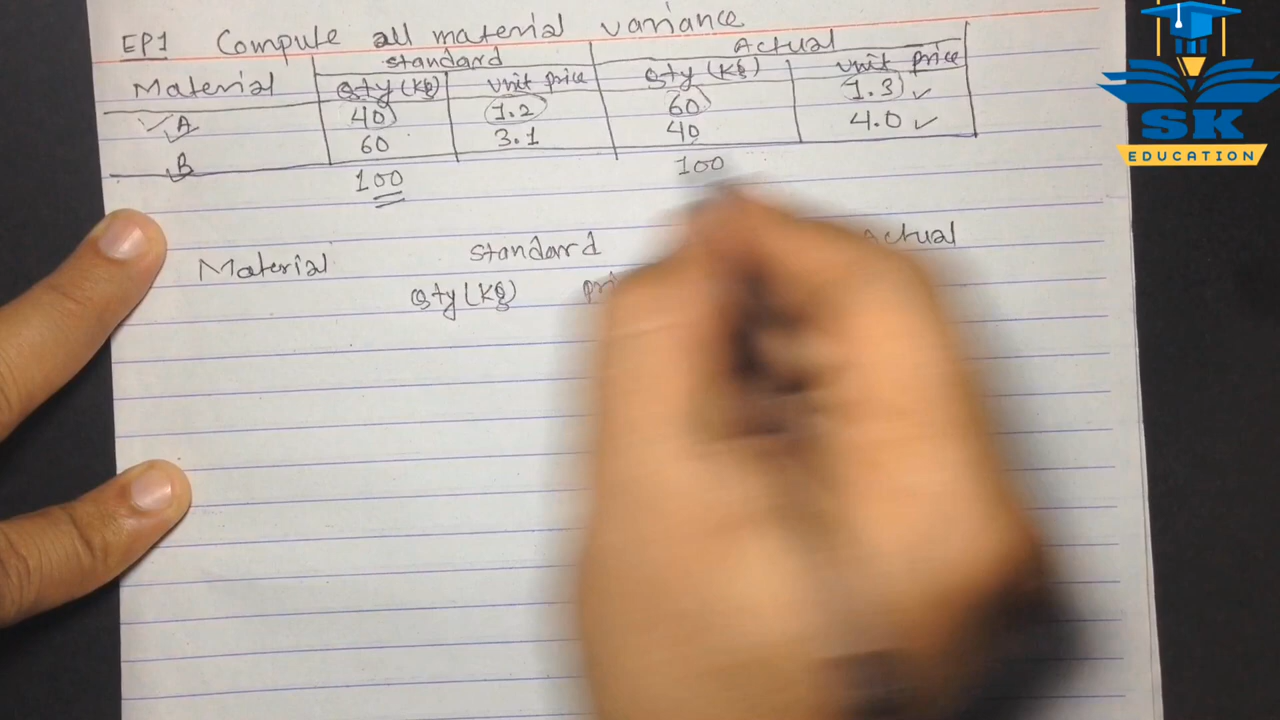 EP1 Compute all material variance
Material Standard Actual
Qty (Kg) Unit price Qty (Kg) Unit price
A 40 1.2 60 1.3
B 60 3.1 40 4.0
100 100
Material Standard Actual
Qty (Kg)
SK
EDUCATION